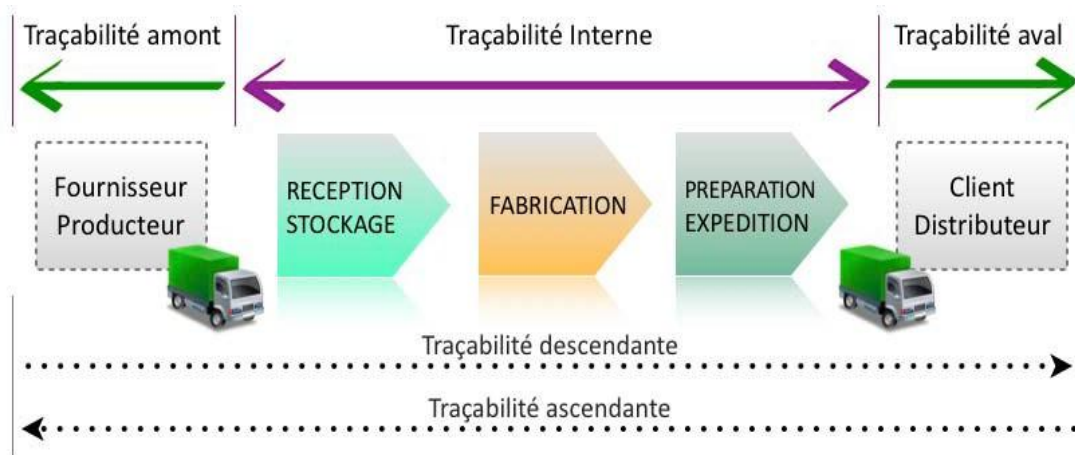 Traçabilité amont
Traçabilité Interne
Traçabilité aval
Fournisseur
Producteur
RECEPTION
STOCKAGE
FABRICATION
PREPARATION
EXPEDITION
Client
Distributeur
Traçabilité descendante
Traçabilité ascendante